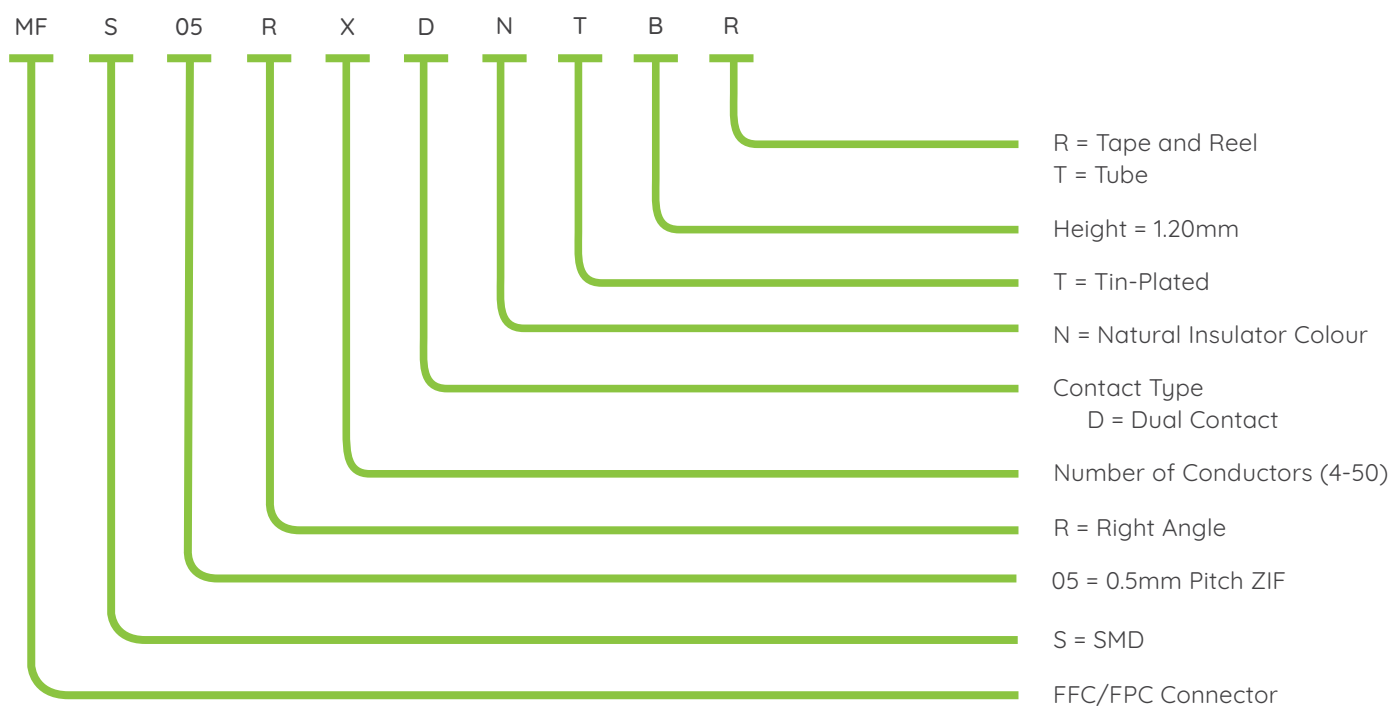 MF S 05 R X D N T B R
R = Tape and Reel
T = Tube
Height = 1.20mm
T = Tin-Plated
N = Natural Insulator Colour
Contact Type
D = Dual Contact
Number of Conductors (4-50)
R = Right Angle
05 = 0.5mm Pitch ZIF
S = SMD
FFC/FPC Connector